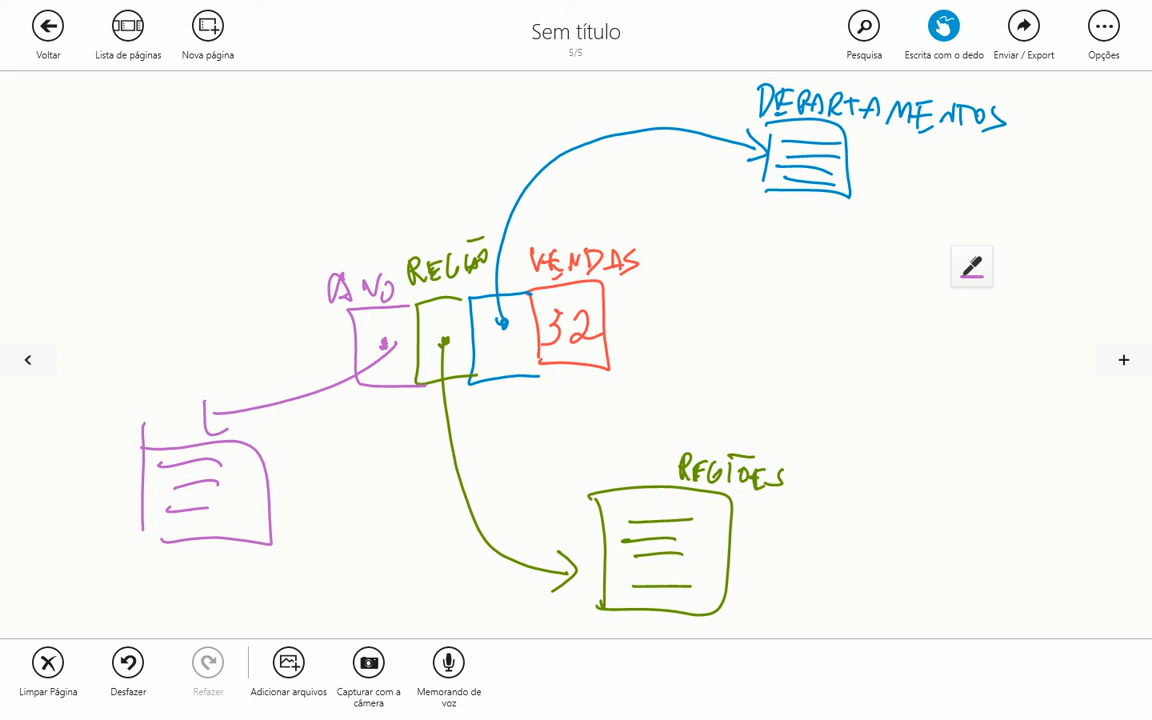 Voltar
Lista de páginas
Nova página
Sem título
5/5
Pesquisa
Escrita com o dedo
Enviar / Export
Opções
DEPARTAMENTOS
ANO
REGIÃO
VENDAS
32
REGIÕES
Limpar Página
Desfazer
Refazer
Adicionar arquivos
Capturar com a
câmera
Memorando de
voz